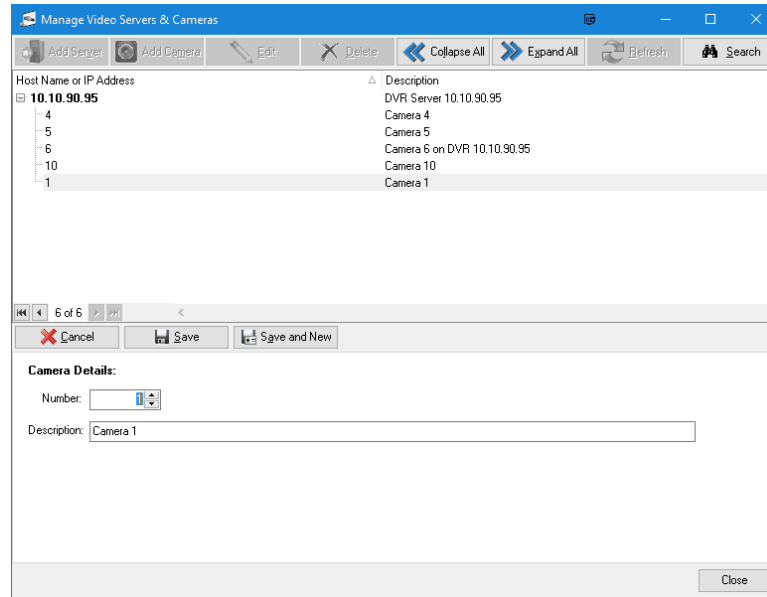 Manage Video Servers & Cameras
Add Server Add Camera Edit Delete Collapse All Expand All Refresh Search
Host Name or IP Address Description
10.10.90.95 DVR Server 10.10.90.95
4 Camera 4
5 Camera 5
6 Camera 6 on DVR 10.10.90.95
10 Camera 10
1 Camera 1
6 of 6
Cancel Save Save and New
Camera Details:
Number: 1
Description: Camera 1
Close